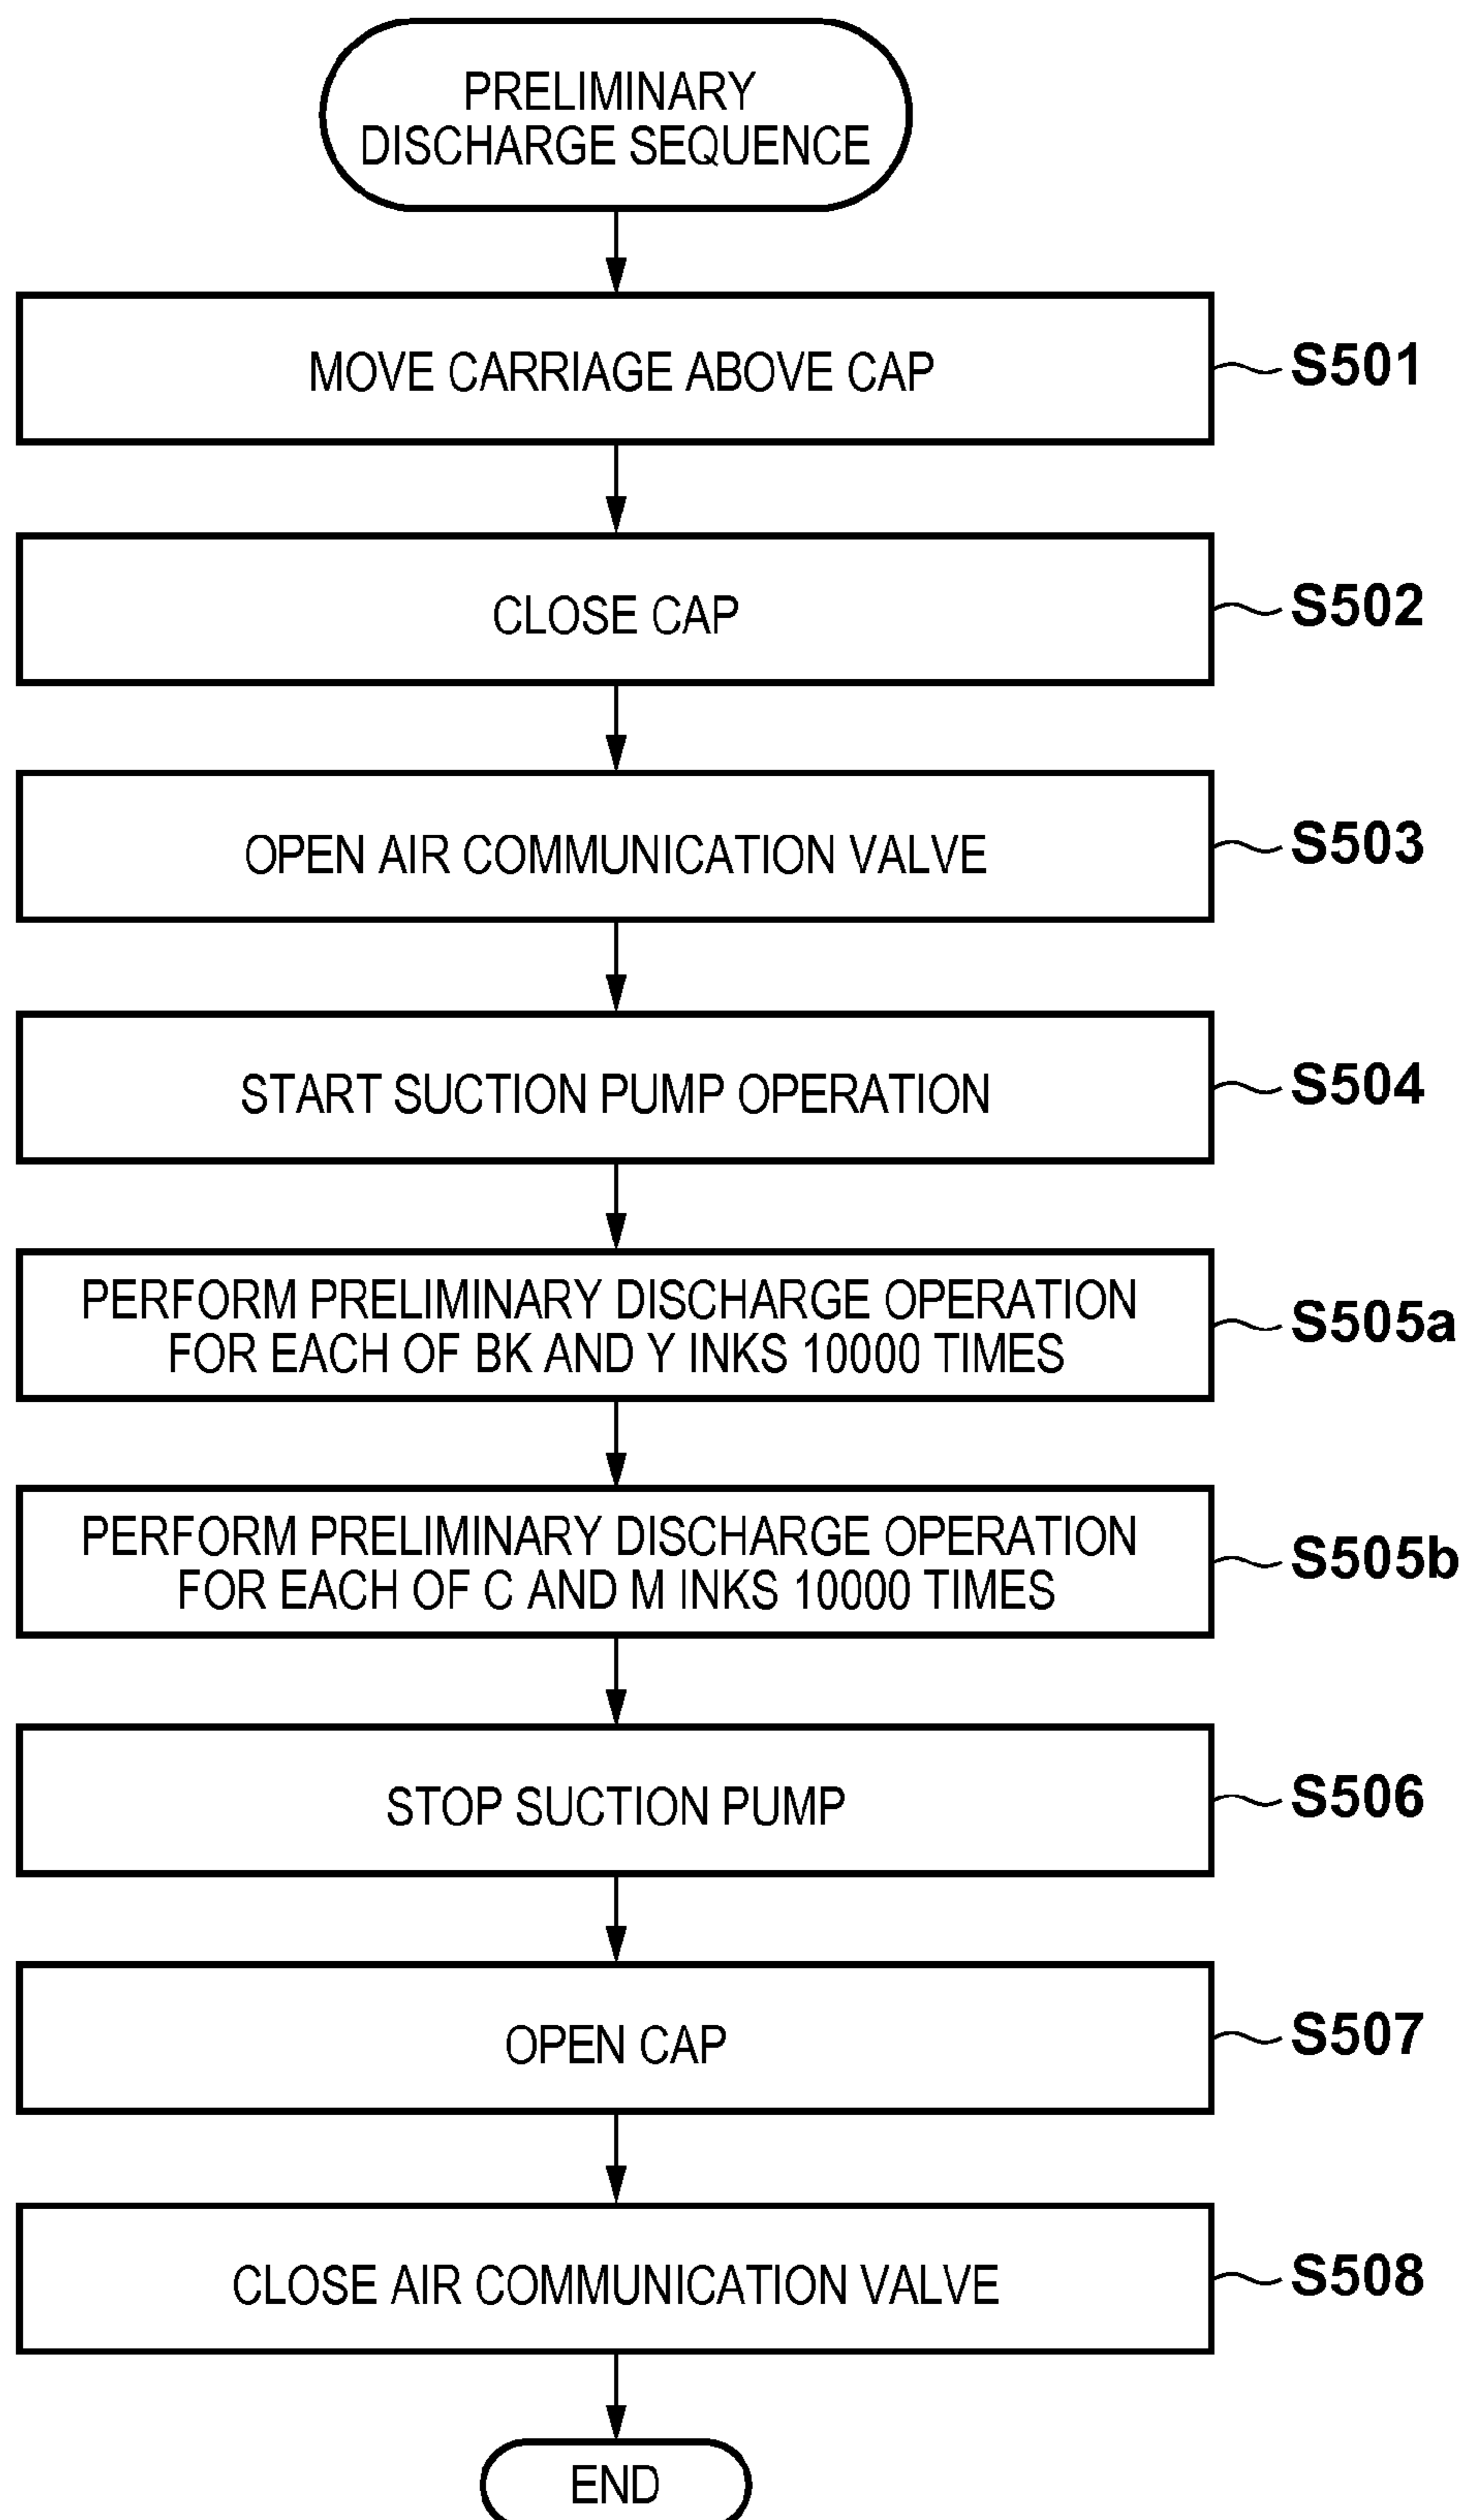 PRELIMINARY
DISCHARGE SEQUENCE
MOVE CARRIAGE ABOVE CAP
S501
CLOSE CAP
S502
OPEN AIR COMMUNICATION VALVE
S503
START SUCTION PUMP OPERATION
S504
PERFORM PRELIMINARY DISCHARGE OPERATION
FOR EACH OF BK AND Y INKS 10000 TIMES
S505a
PERFORM PRELIMINARY DISCHARGE OPERATION
FOR EACH OF C AND M INKS 10000 TIMES
S505b
STOP SUCTION PUMP
S506
OPEN CAP
S507
CLOSE AIR COMMUNICATION VALVE
S508
END